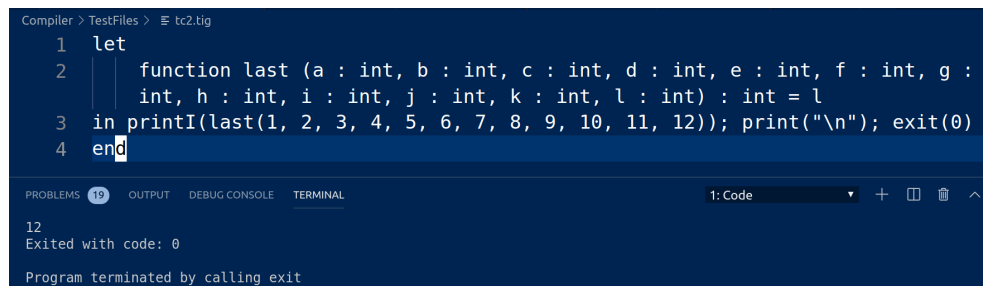 Compiler > TestFiles > tc2.tig
1 let
2 function last (a : int, b : int, c : int, d : int, e : int, f : int, g :
int, h : int, i : int, j : int, k : int, l : int) : int = l
3 in printI(last(1, 2, 3, 4, 5, 6, 7, 8, 9, 10, 11, 12)); print("\n"); exit(0)
4 end
PROBLEMS 19 OUTPUT DEBUG CONSOLE TERMINAL 1: Code
12
Exited with code: 0
Program terminated by calling exit